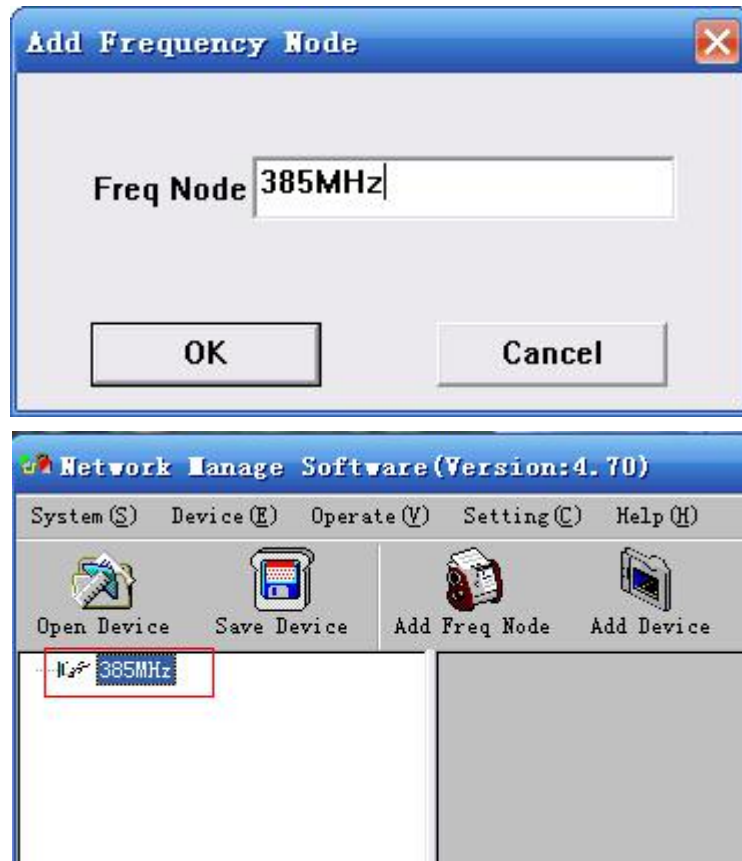 Add Frequency Node
Freq Node 385MHz
OK Cancel
Network Manage Software(Version:4.70)
System(S) Device(E) Operate(V) Setting(C) Help(H)
Open Device Save Device Add Freq Node Add Device
385MHz